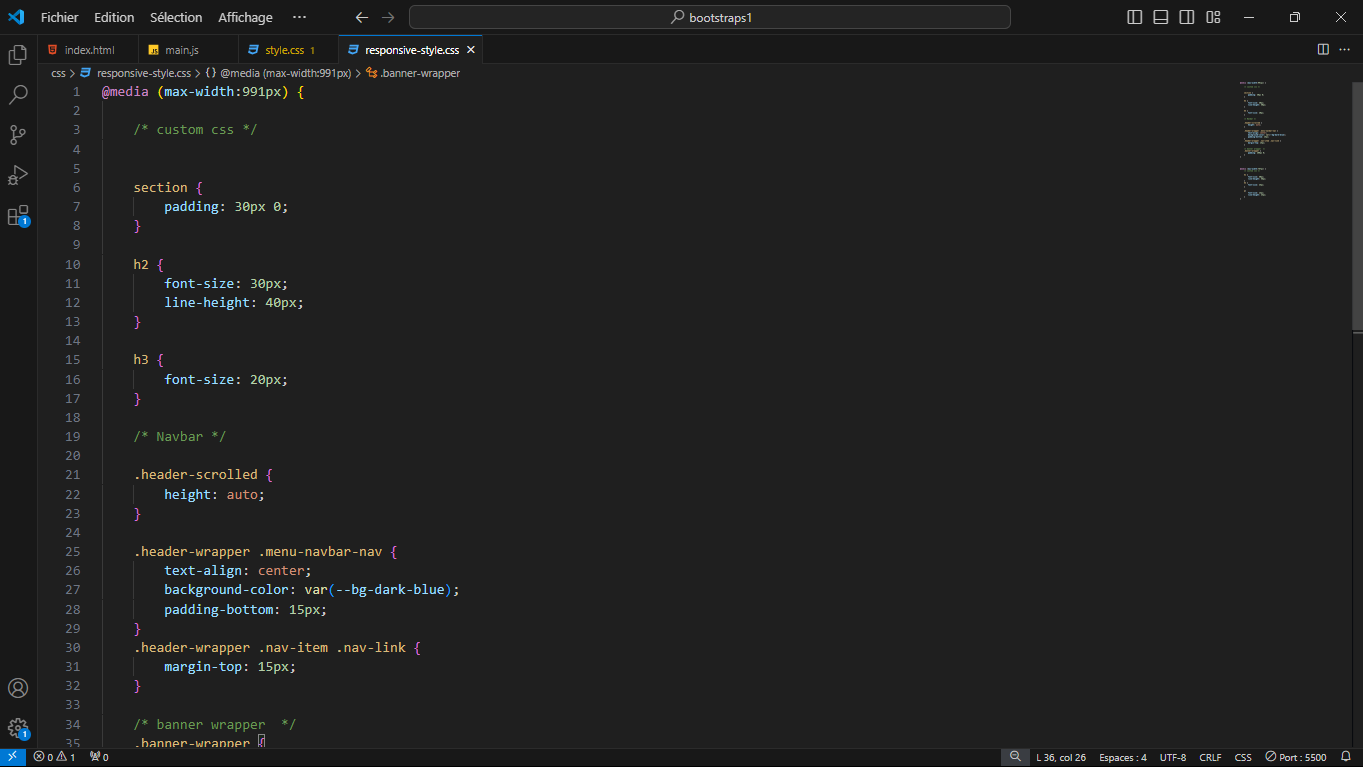 Fichier Edition Sélection Affichage ··· bootstraps1
index.html JS main.js style.css 1 responsive-style.css
css > responsive-style.css > {} @media (max-width:991px) > .banner-wrapper
1 @media (max-width:991px) {
2
3 /* custom css */
4
5
6 section {
7 padding: 30px 0;
8 }
9
10 h2 {
11 font-size: 30px;
12 line-height: 40px;
13 }
14
15 h3 {
16 font-size: 20px;
17 }
18
19 /* Navbar */
20
21 .header-scrolled {
22 height: auto;
23 }
24
25 .header-wrapper .menu-navbar-nav {
26 text-align: center;
27 background-color: var(--bg-dark-blue);
28 padding-bottom: 15px;
29 }
30 .header-wrapper .nav-item .nav-link {
31 margin-top: 15px;
32 }
33
34 /* banner wrapper  */
35 .banner-wrapper {
1
1
0 1 0 L 36, col 26 Espaces : 4 UTF-8 CRLF CSS Port : 5500